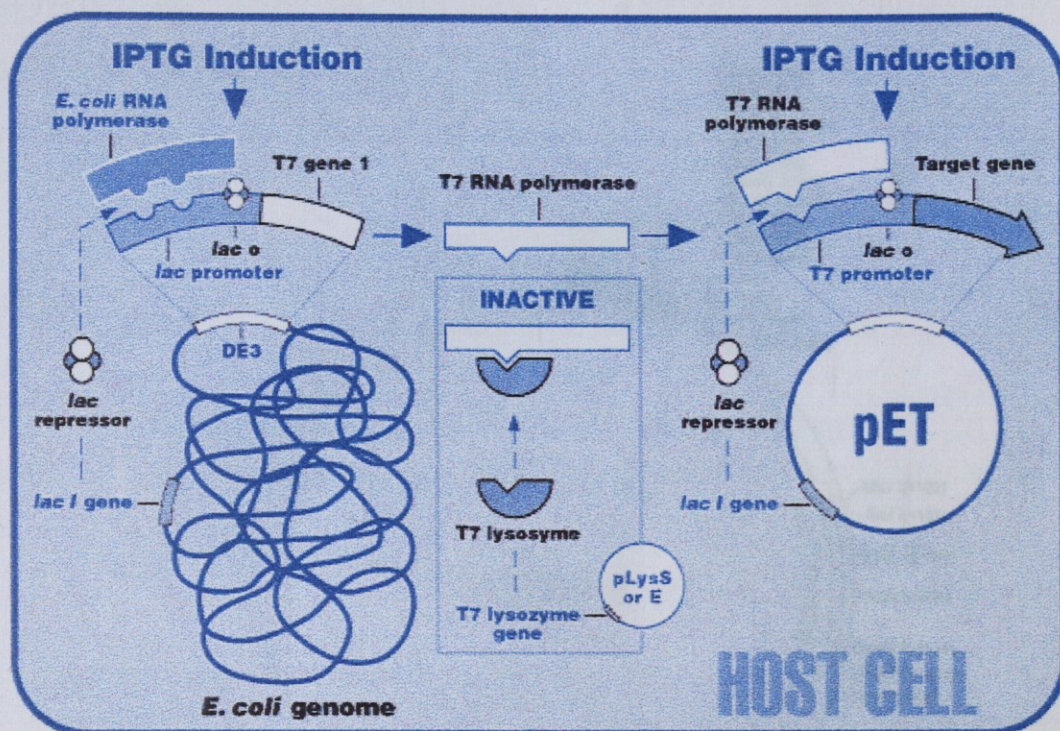 IPTG Induction
E. coli RNA
polymerase
T7 gene 1
lac o
lac promoter
DE3
lac
repressor
lac I gene
E. coli genome
T7 RNA polymerase
INACTIVE
T7 lysosyme
T7 lysozyme
gene
pLysS
or E
IPTG Induction
T7 RNA
polymerase
Target gene
lac o
T7 promoter
lac
repressor
lac I gene
pET
HOST CELL